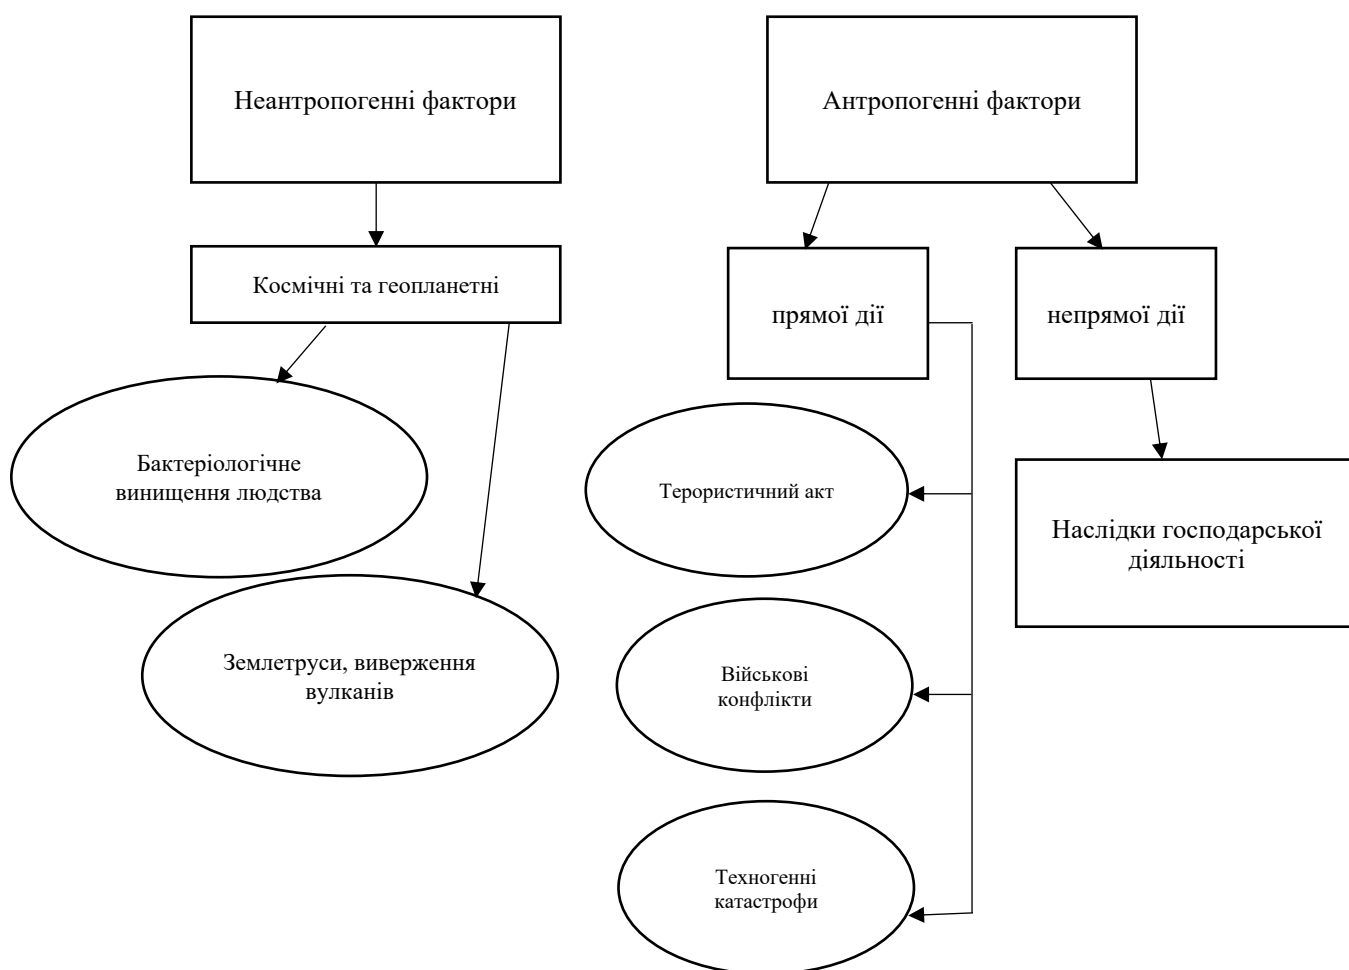 Неантропогенні фактори
Антропогенні фактори
Космічні та геопланетні
прямої дії
непрямої дії
Бактеріологічне
винищення людства
Терористичний акт
Наслідки господарської
діяльності
Землетруси, виверження
вулканів
Військові
конфлікти
Техногенні
катастрофи